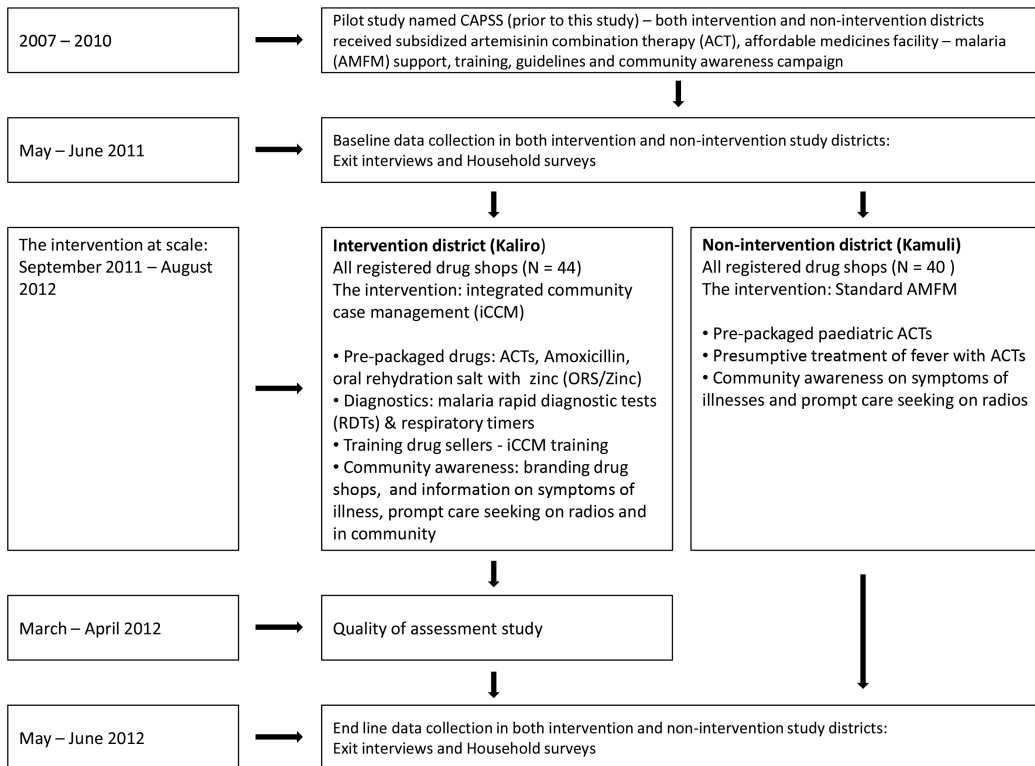 2007 – 2010
Pilot study named CAPSS (prior to this study) – both intervention and non-intervention districts
received subsidized artemisinin combination therapy (ACT), affordable medicines facility – malaria
(AMFM) support, training, guidelines and community awareness campaign
May – June 2011
Baseline data collection in both intervention and non-intervention study districts:
Exit interviews and Household surveys
The intervention at scale:
September 2011 – August
2012
Intervention district (Kaliro)
All registered drug shops (N = 44)
The intervention: integrated community
case management (iCCM)
• Pre-packaged drugs: ACTs, Amoxicillin,
oral rehydration salt with zinc (ORS/Zinc)
• Diagnostics: malaria rapid diagnostic tests
(RDTs) & respiratory timers
• Training drug sellers - iCCM training
• Community awareness: branding drug
shops, and information on symptoms of
illness, prompt care seeking on radios and
in community
Non-intervention district (Kamuli)
All registered drug shops (N = 40 )
The intervention: Standard AMFM
• Pre-packaged paediatric ACTs
• Presumptive treatment of fever with ACTs
• Community awareness on symptoms of
illnesses and prompt care seeking on radios
March – April 2012
Quality of assessment study
May – June 2012
End line data collection in both intervention and non-intervention study districts:
Exit interviews and Household surveys